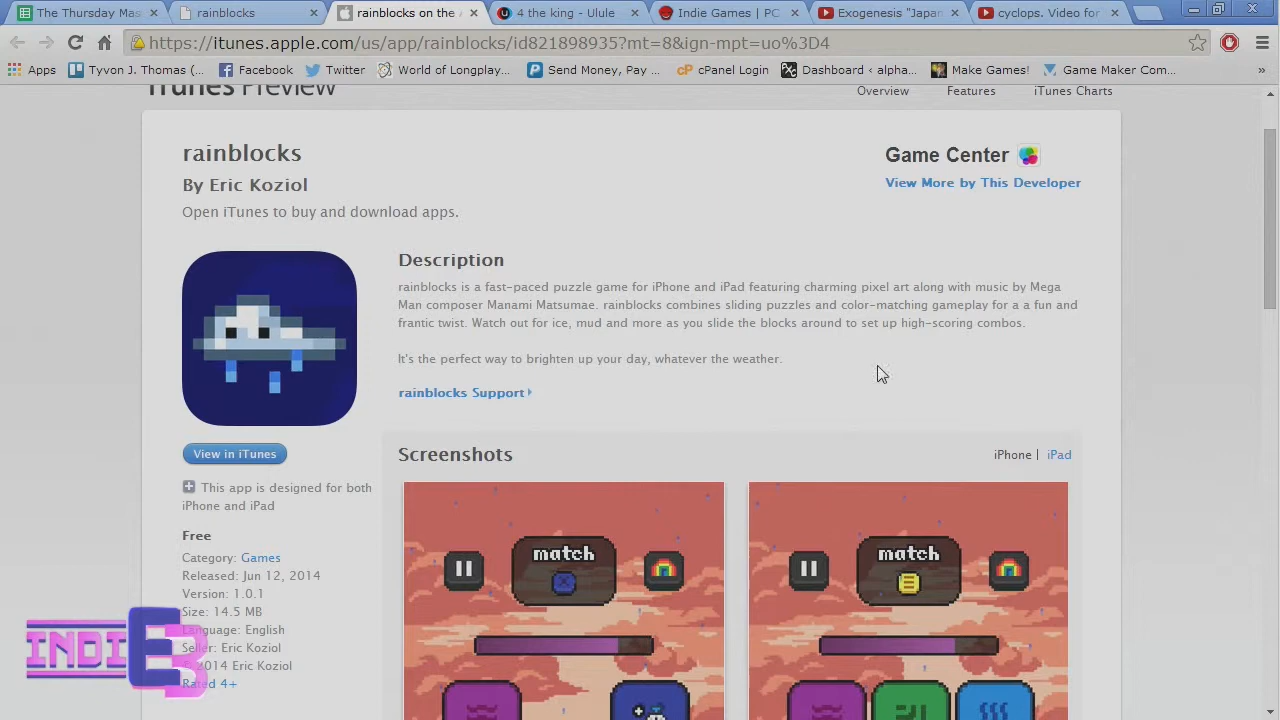 The Thursday Mas
rainblocks
rainblocks on the
4 the king - Ulule
Indie Games | PC
Exogenesis "Japan
cyclops. Video for
https://itunes.apple.com/us/app/rainblocks/id821898935?mt=8&ign-mpt=uo%3D4
Apps
Tyvon J. Thomas (...
Facebook
Twitter
World of Longplay...
Send Money, Pay ...
cPanel Login
Dashboard ‹ alpha...
Make Games!
Game Maker Com...
»
iTunes Preview
Overview
Features
iTunes Charts
rainblocks
Game Center
By Eric Koziol
View More by This Developer
Open iTunes to buy and download apps.
Description
rainblocks is a fast-paced puzzle game for iPhone and iPad featuring charming pixel art along with music by Mega
Man composer Manami Matsumae. rainblocks combines sliding puzzles and color-matching gameplay for a a fun and
frantic twist. Watch out for ice, mud and more as you slide the blocks around to set up high-scoring combos.
It's the perfect way to brighten up your day, whatever the weather.
rainblocks Support
View in iTunes
Screenshots
iPhone | iPad
This app is designed for both
iPhone and iPad
Free
Category: Games
Released: Jun 12, 2014
Version: 1.0.1
Size: 14.5 MB
Language: English
Seller: Eric Koziol
© 2014 Eric Koziol
Rated 4+
match
match
INDIE